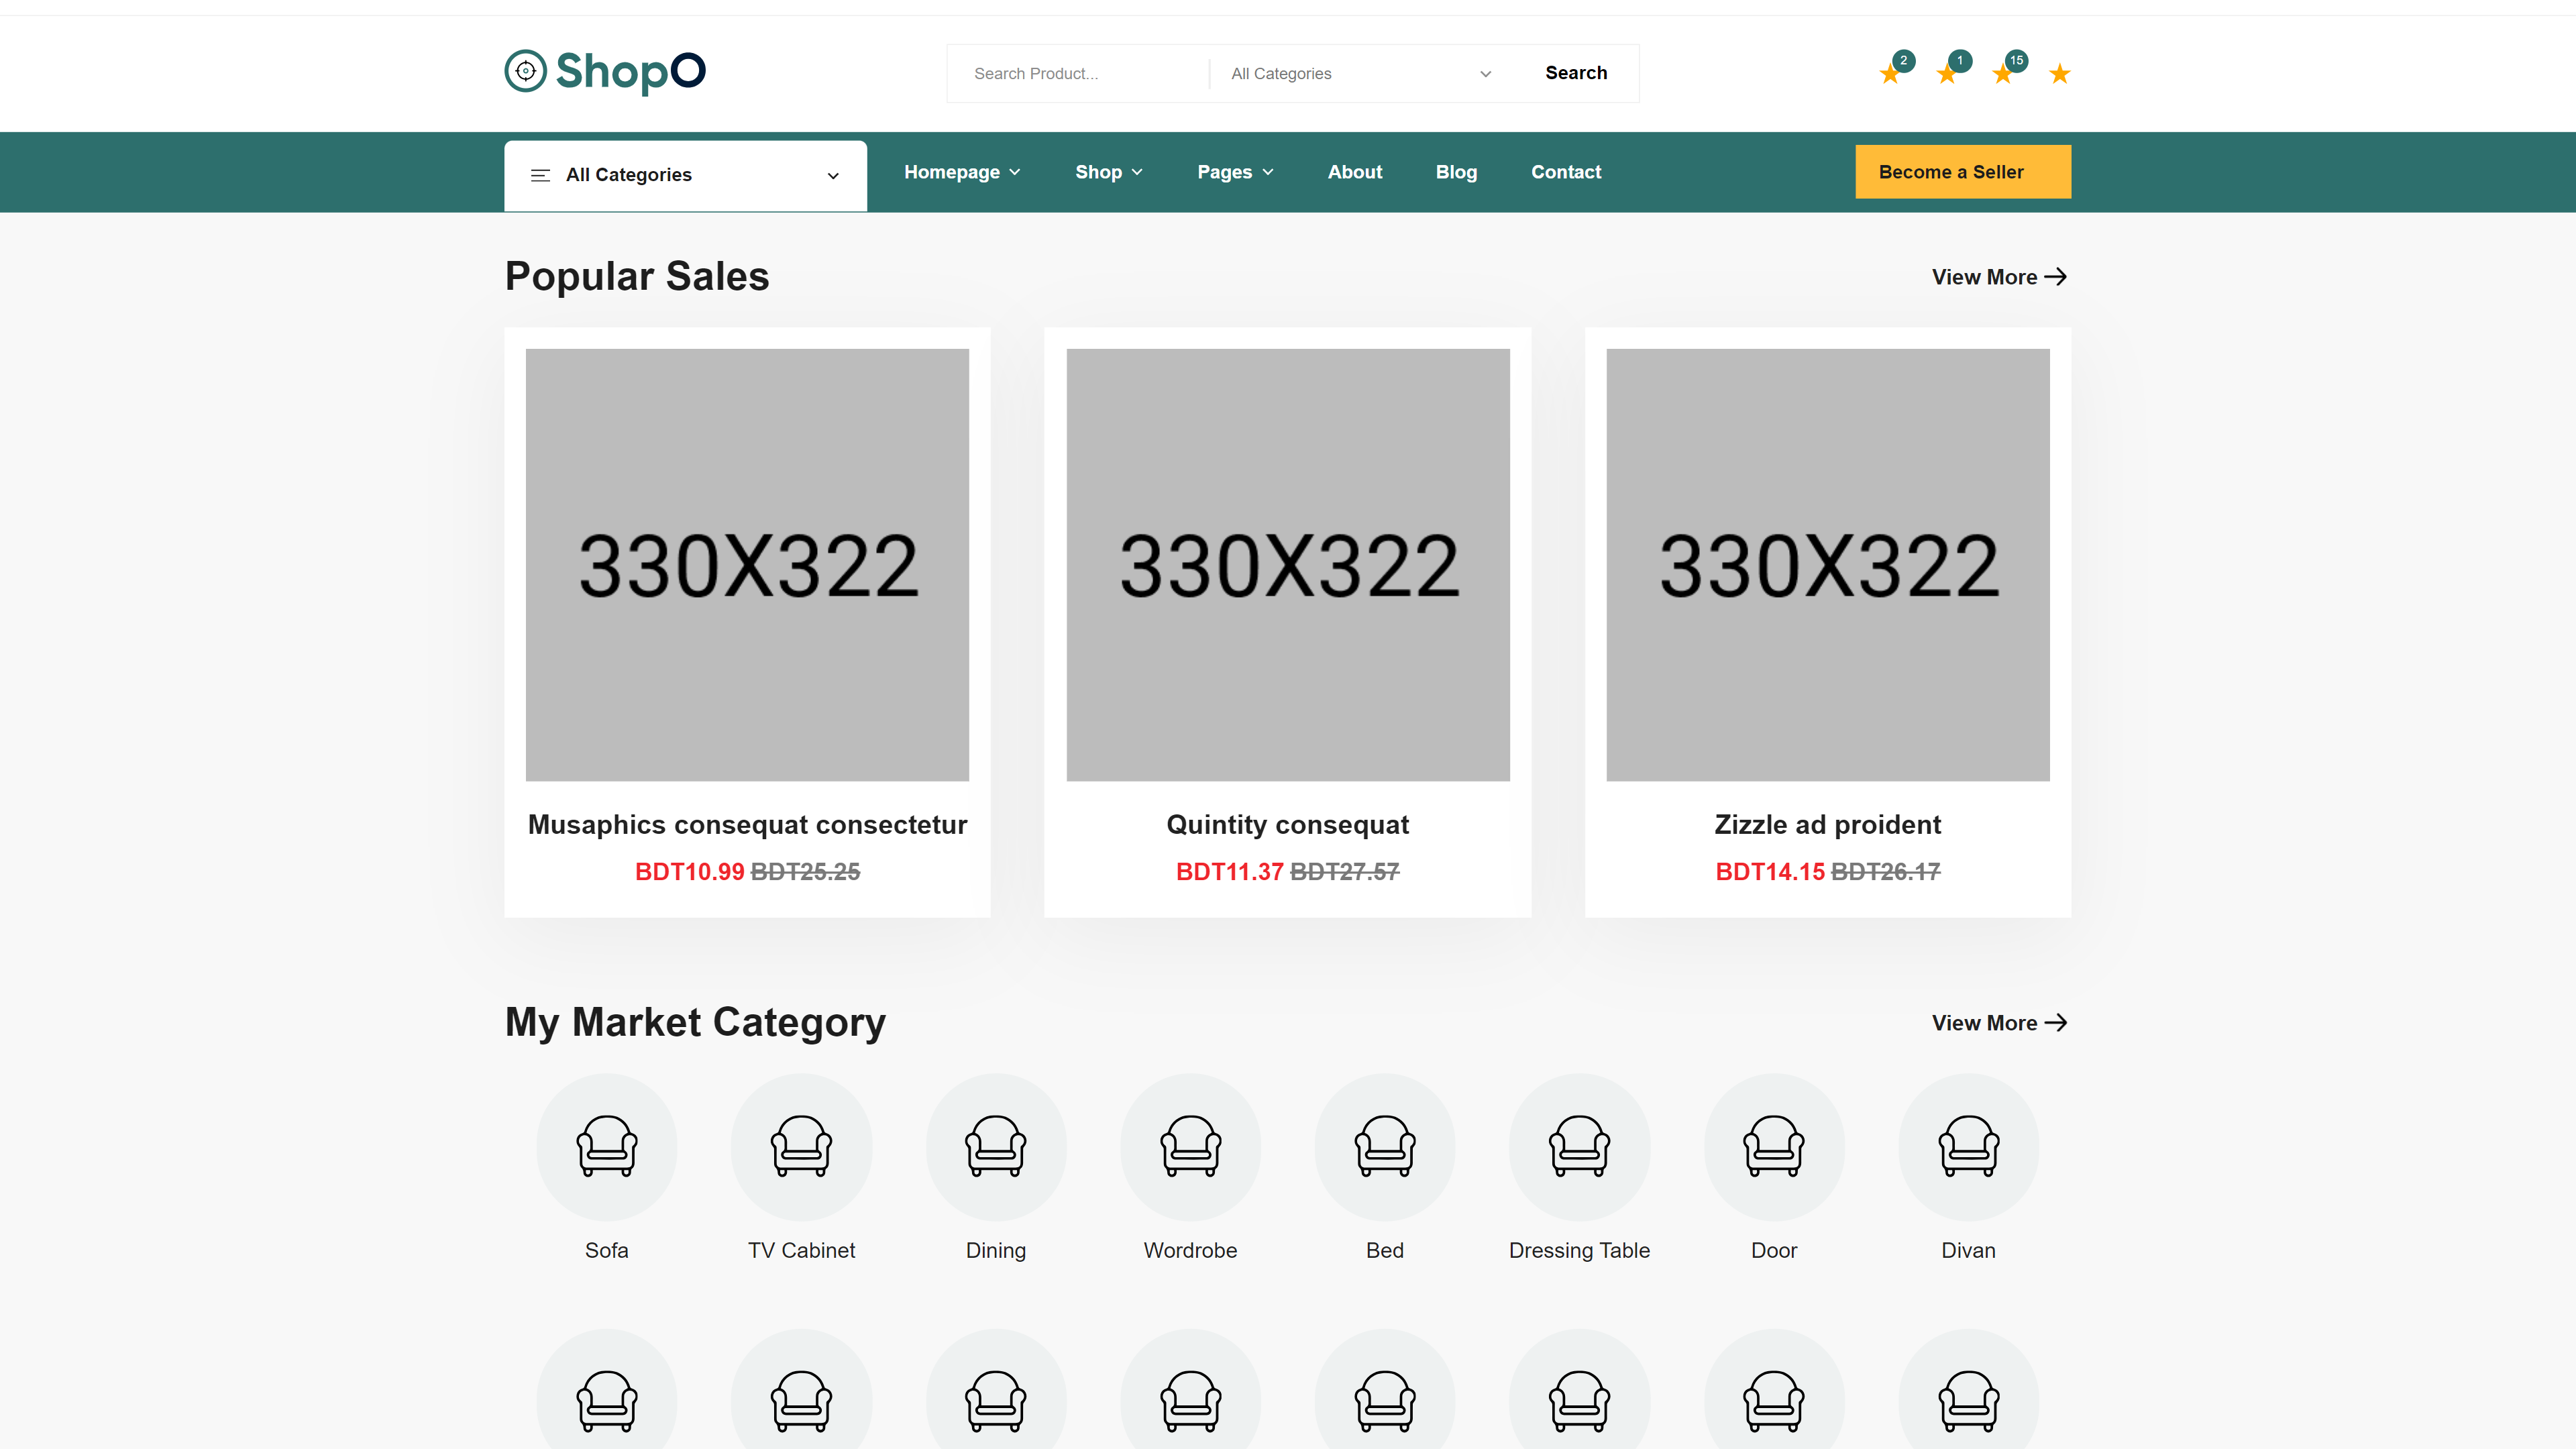 ShopO
Search Product...
All Categories
Search
2
1
15
All Categories
Homepage
Shop
Pages
About
Blog
Contact
Become a Seller
Popular Sales
View More
330X322
330X322
330X322
Musaphics consequat consectetur
BDT10.99 BDT25.25
Quintity consequat
BDT11.37 BDT27.57
Zizzle ad proident
BDT14.15 BDT26.17
My Market Category
View More
Sofa
TV Cabinet
Dining
Wordrobe
Bed
Dressing Table
Door
Divan